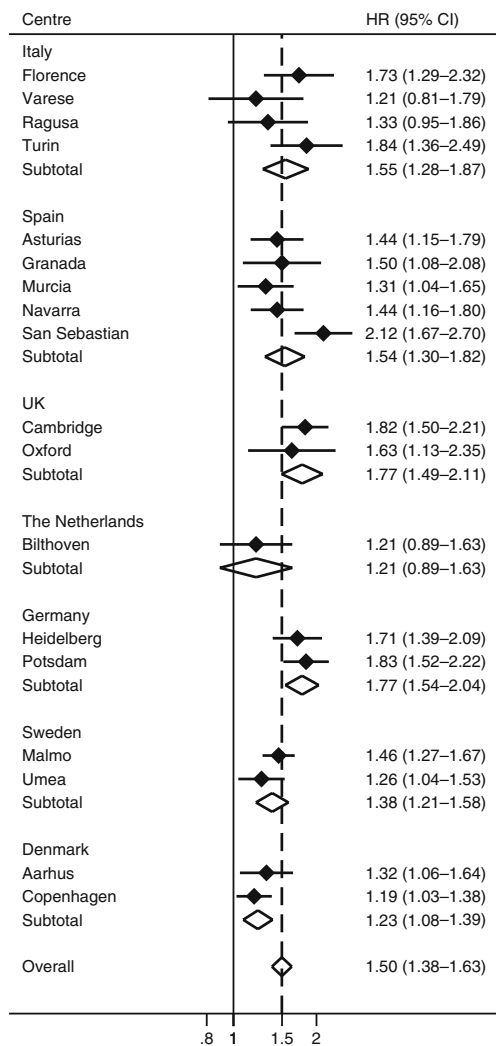 Centre HR (95% CI)
Italy
Florence 1.73 (1.29–2.32)
Varese 1.21 (0.81–1.79)
Ragusa 1.33 (0.95–1.86)
Turin 1.84 (1.36–2.49)
Subtotal 1.55 (1.28–1.87)
Spain
Asturias 1.44 (1.15–1.79)
Granada 1.50 (1.08–2.08)
Murcia 1.31 (1.04–1.65)
Navarra 1.44 (1.16–1.80)
San Sebastian 2.12 (1.67–2.70)
Subtotal 1.54 (1.30–1.82)
UK
Cambridge 1.82 (1.50–2.21)
Oxford 1.63 (1.13–2.35)
Subtotal 1.77 (1.49–2.11)
The Netherlands
Bilthoven 1.21 (0.89–1.63)
Subtotal 1.21 (0.89–1.63)
Germany
Heidelberg 1.71 (1.39–2.09)
Potsdam 1.83 (1.52–2.22)
Subtotal 1.77 (1.54–2.04)
Sweden
Malmo 1.46 (1.27–1.67)
Umea 1.26 (1.04–1.53)
Subtotal 1.38 (1.21–1.58)
Denmark
Aarhus 1.32 (1.06–1.64)
Copenhagen 1.19 (1.03–1.38)
Subtotal 1.23 (1.08–1.39)
Overall 1.50 (1.38–1.63)
.8 1 1.5 2